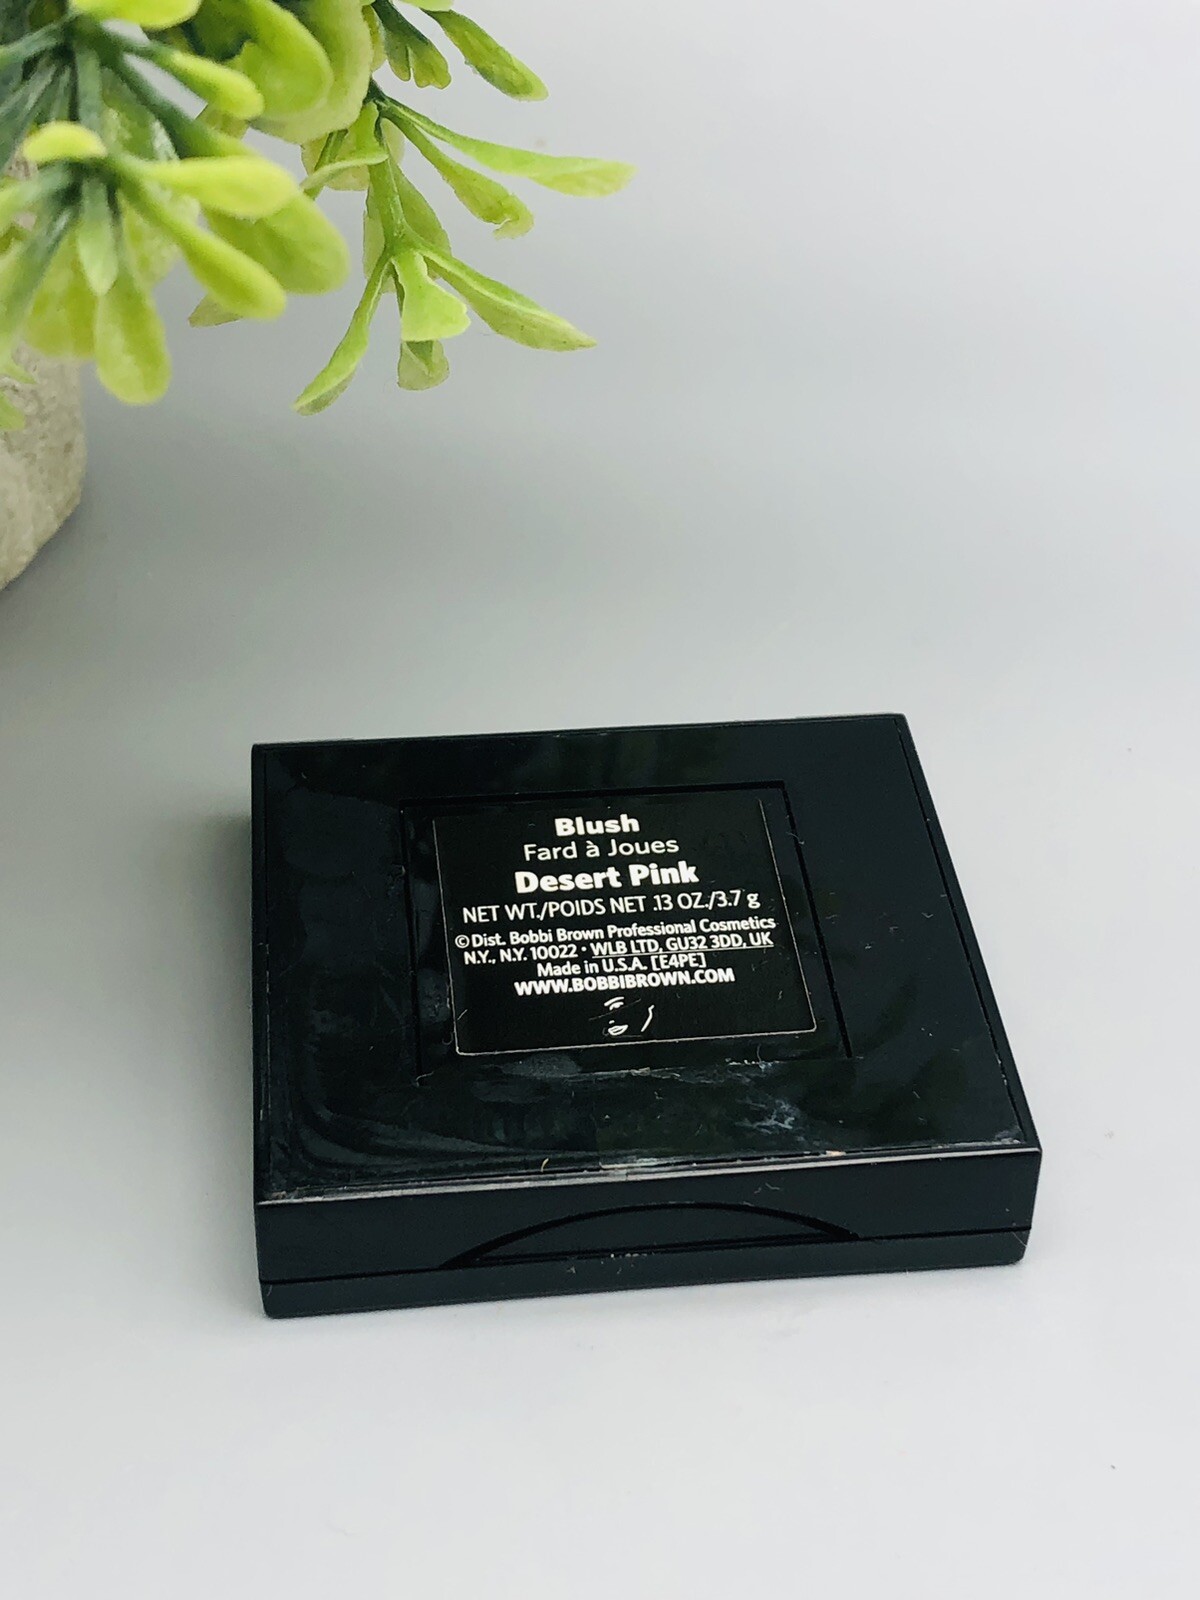 Blush
Fard à Joues
Desert Pink
NET WT./POIDS NET .13 OZ./3.7 g
© Dist. Bobbi Brown Professional Cosmetics
N.Y., N.Y. 10022 · WLB LTD, GU32 3DD, UK
Made in U.S.A. [E4PE]
WWW.BOBBIBROWN.COM